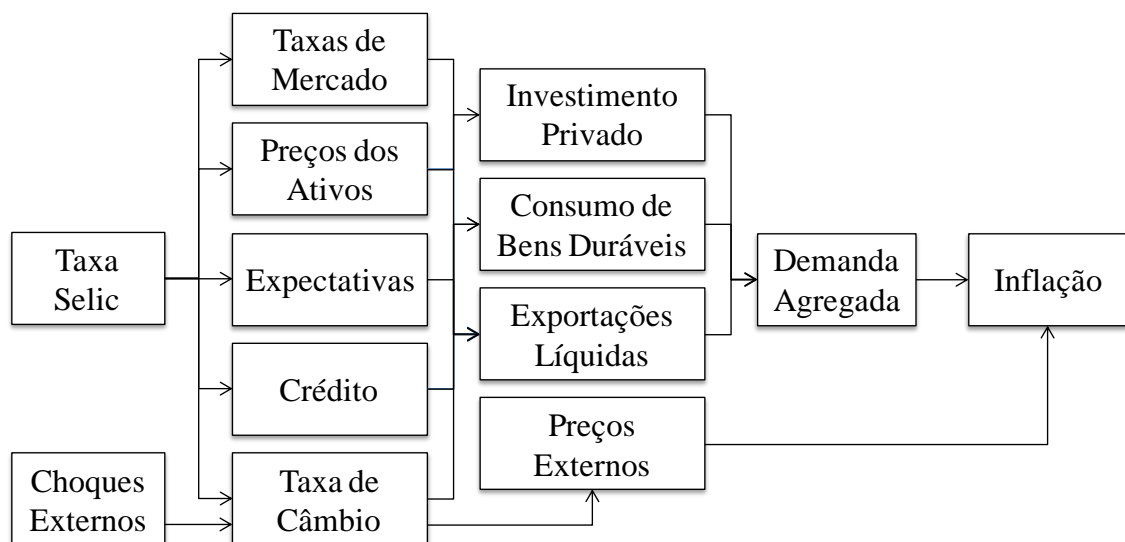 Taxa
Selic
Choques
Externos
Taxas de
Mercado
Preços dos
Ativos
Expectativas
Crédito
Taxa de
Câmbio
Investimento
Privado
Consumo de
Bens Duráveis
Exportações
Líquidas
Preços
Externos
Demanda
Agregada
Inflação